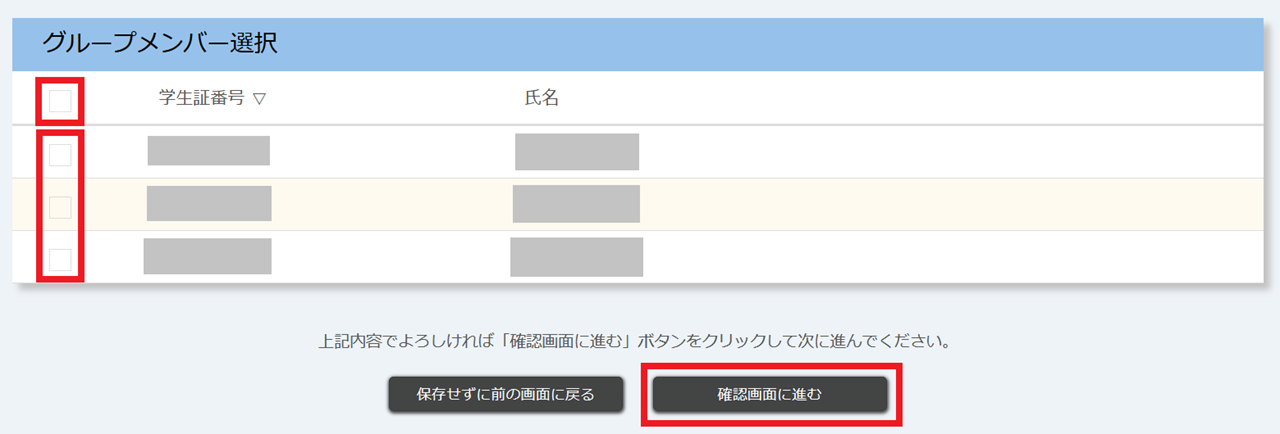 グループメンバー選択
学生証番号 ▽ 氏名
上記内容でよろしければ「確認画面に進む」ボタンをクリックして次に進んでください。
保存せずに前の画面に戻る 確認画面に進む